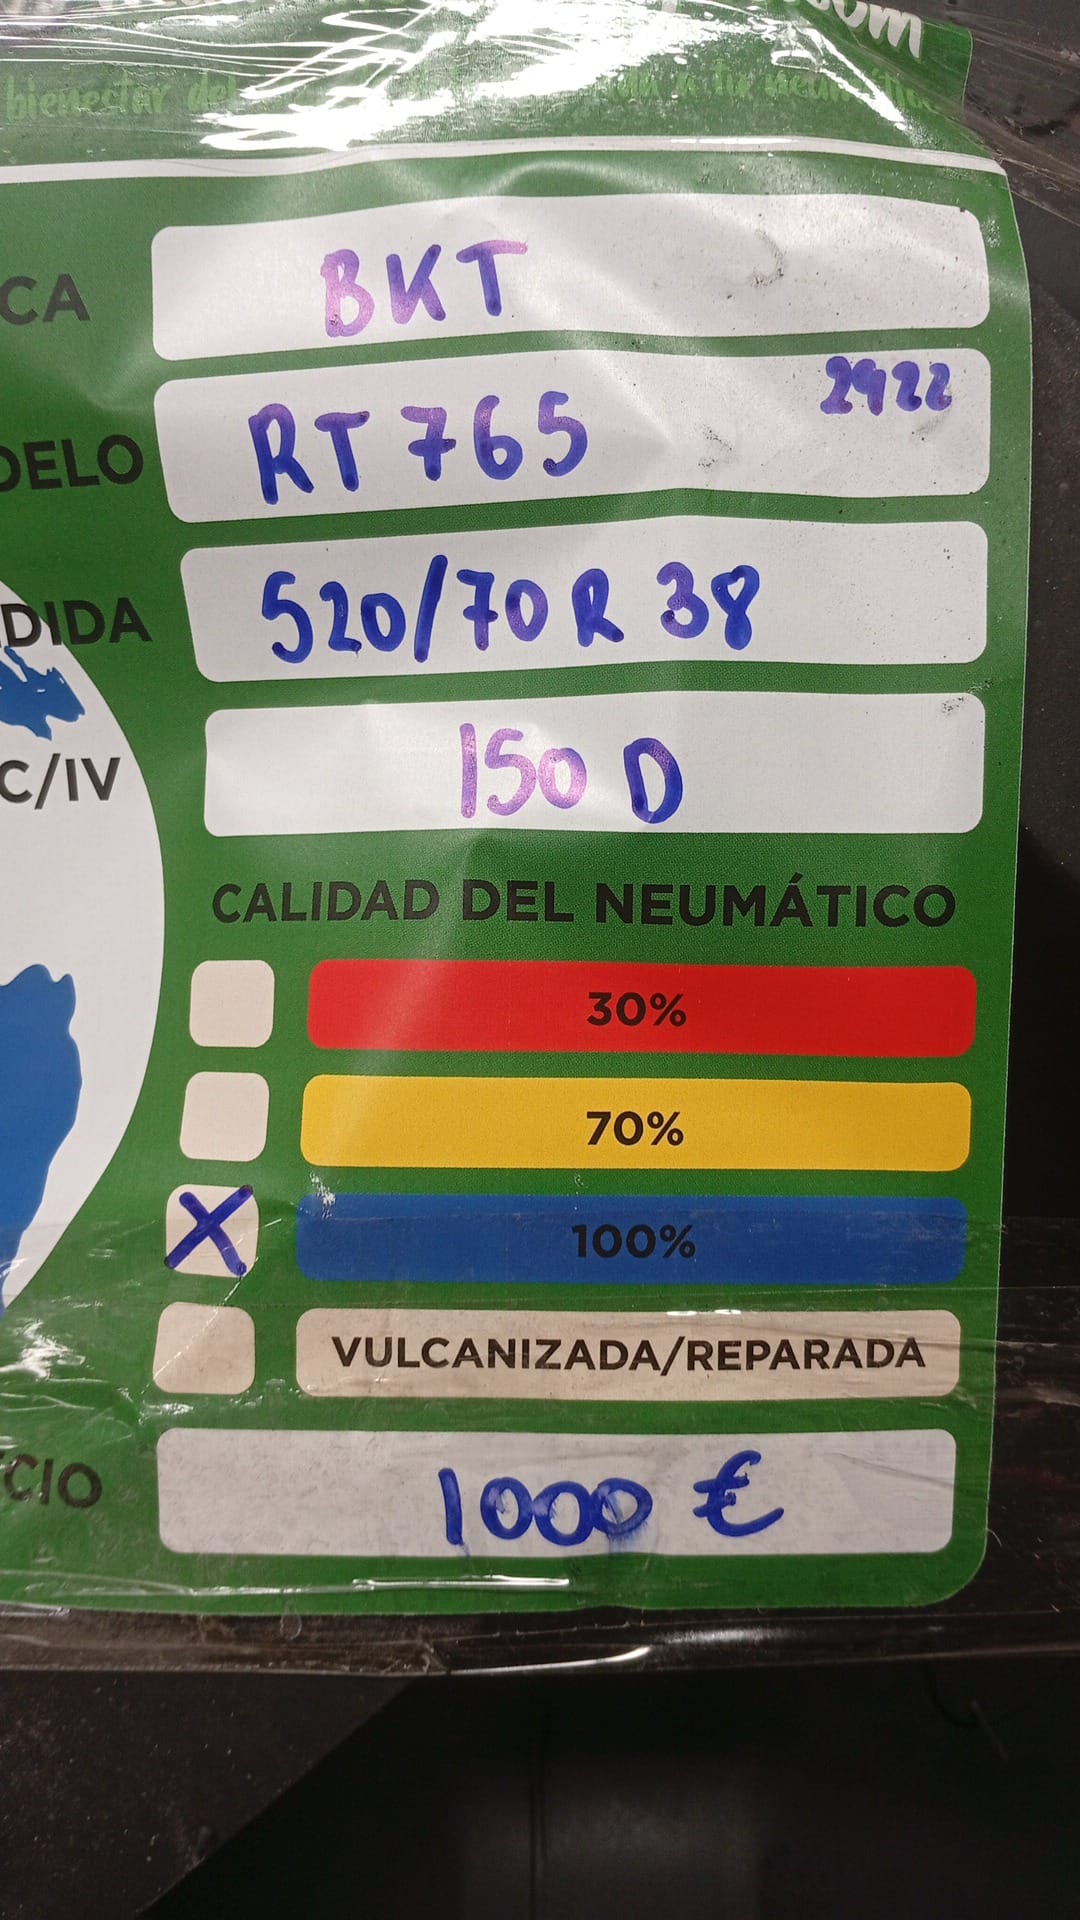 bienestar del
CA
BKT
DELO
RT 765
2922
DIDA
520/70 R 38
C/IV
150 D
CALIDAD DEL NEUMÁTICO
30%
70%
X
100%
VULCANIZADA/REPARADA
CIO
1000 €